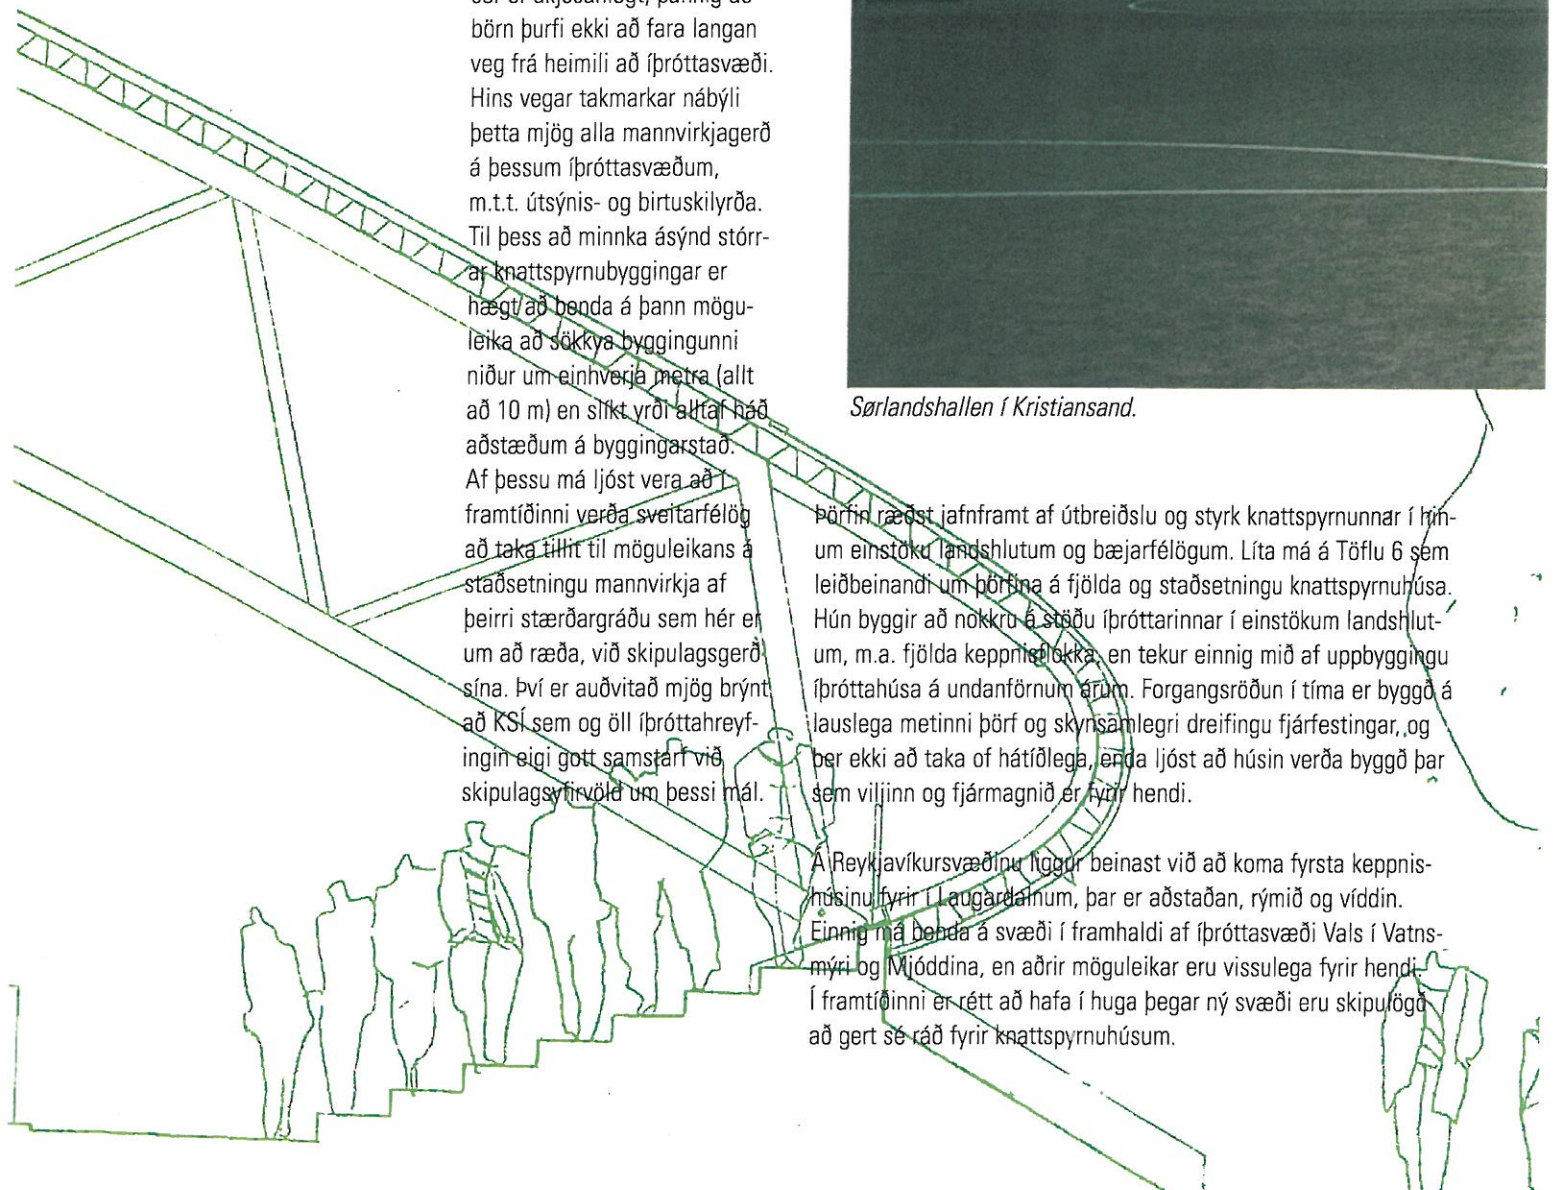 börn þurfi ekki að fara langan
veg frá heimili að íþróttasvæði.
Hins vegar takmarkar nábýli
þetta mjög alla mannvirkjagerð
á þessum íþróttasvæðum,
m.t.t. útsýnis- og birtuskilyrða.
Til þess að minnka ásýnd stórr-
ar knattspyrnubyggingar er
hægt að benda á þann mögu-
leika að sökkva byggingunni
niður um einhverja metra (allt
að 10 m) en slíkt yrði alltaf háð
aðstæðum á byggingarstað.
Af þessu má ljóst vera að í
framtíðinni verða sveitarfélög
að taka tillit til möguleikans á
staðsetningu mannvirkja af
þeirri stærðargráðu sem hér er
um að ræða, við skipulagsgerð
sína. Því er auðvitað mjög brýnt
að KSÍ sem og öll íþróttahreyf-
ingin eigi gott samstarf við
skipulagsyfirvöld um þessi mál.
Sørlandshallen í Kristiansand.
Þörfin ræðst jafnframt af útbreiðslu og styrk knattspyrnunnar í hin-
um einstöku landshlutum og bæjarfélögum. Líta má á Töflu 6 sem
leiðbeinandi um þörfina á fjölda og staðsetningu knattspyrnuhúsa.
Hún byggir að nokkru á stöðu íþróttarinnar í einstökum landshlut-
um, m.a. fjölda keppnisflokka, en tekur einnig mið af uppbyggingu
íþróttahúsa á undanförnum árum. Forgangsröðun í tíma er byggð á
lauslega metinni þörf og skynsamlegri dreifingu fjárfestingar, og
ber ekki að taka of hátíðlega, enda ljóst að húsin verða byggð þar
sem viljinn og fjármagnið er fyrir hendi.
Á Reykjavíkursvæðinu liggur beinast við að koma fyrsta keppnis-
húsinu fyrir í Laugardalnum, þar er aðstaðan, rýmið og víddin.
Einnig má benda á svæði í framhaldi af íþróttasvæði Vals í Vatns-
mýri og Mjóddina, en aðrir möguleikar eru vissulega fyrir hendi.
Í framtíðinni er rétt að hafa í huga þegar ný svæði eru skipulögð
að gert sé ráð fyrir knattspyrnuhúsum.